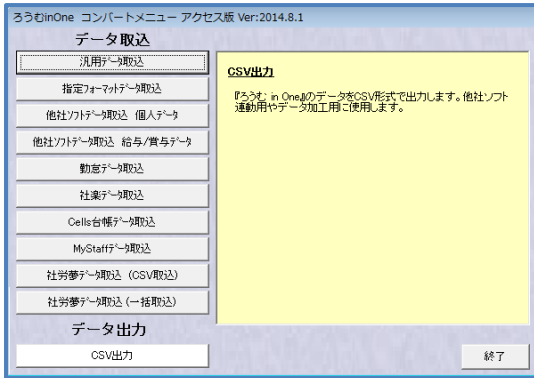 ろうむinOne コンバートメニュー アクセス版 Ver:2014.8.1
データ取込
汎用ﾃﾞｰﾀ取込
指定ﾌｫｰﾏｯﾄﾃﾞｰﾀ取込
他社ｿﾌﾄﾃﾞｰﾀ取込 個人ﾃﾞｰﾀ
他社ｿﾌﾄﾃﾞｰﾀ取込 給与/賞与ﾃﾞｰﾀ
勤怠ﾃﾞｰﾀ取込
社楽ﾃﾞｰﾀ取込
Cells台帳ﾃﾞｰﾀ取込
MyStaffﾃﾞｰﾀ取込
社労夢ﾃﾞｰﾀ取込 (CSV取込)
社労夢ﾃﾞｰﾀ取込 (一括取込)
データ出力
CSV出力
CSV出力
『ろうむ in One』のデータをCSV形式で出力します。他社ソフト
連動用やデータ加工用に使用します。
終了